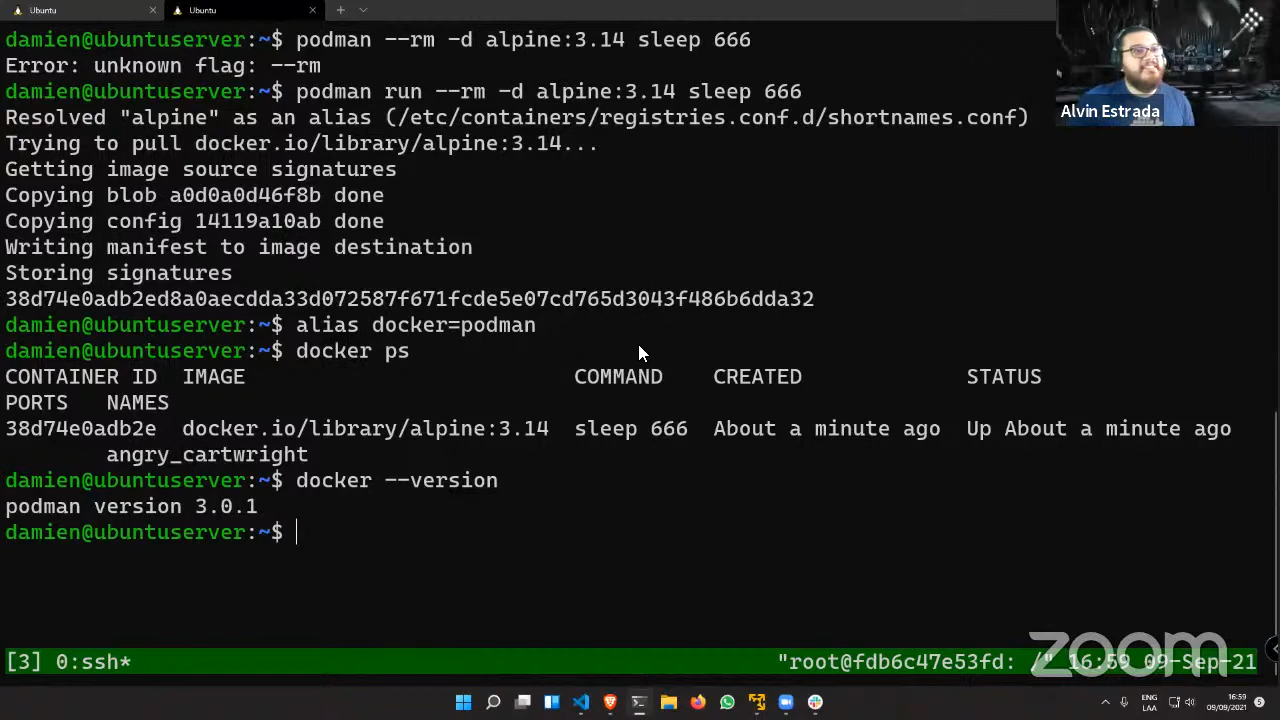 Ubuntu
Ubuntu
damien@ubuntuserver:~$ podman --rm -d alpine:3.14 sleep 666
Error: unknown flag: --rm
damien@ubuntuserver:~$ podman run --rm -d alpine:3.14 sleep 666
Resolved "alpine" as an alias (/etc/containers/registries.conf.d/shortnames.conf)
Trying to pull docker.io/library/alpine:3.14...
Getting image source signatures
Copying blob a0d0a0d46f8b done
Copying config 14119a10ab done
Writing manifest to image destination
Storing signatures
38d74e0adb2ed8a0aecdda33d072587f671fcde5e07cd765d3043f486b6dda32
damien@ubuntuserver:~$ alias docker=podman
damien@ubuntuserver:~$ docker ps
CONTAINER ID  IMAGE                          COMMAND    CREATED             STATUS
PORTS   NAMES
38d74e0adb2e  docker.io/library/alpine:3.14  sleep 666  About a minute ago  Up About a minute ago
angry_cartwright
damien@ubuntuserver:~$ docker --version
podman version 3.0.1
damien@ubuntuserver:~$
Alvin Estrada
zoom
[3] 0:ssh* "root@fdb6c47e53fd: /" 16:59 09-Sep-21
ENG
LAA
16:59
09/09/2021